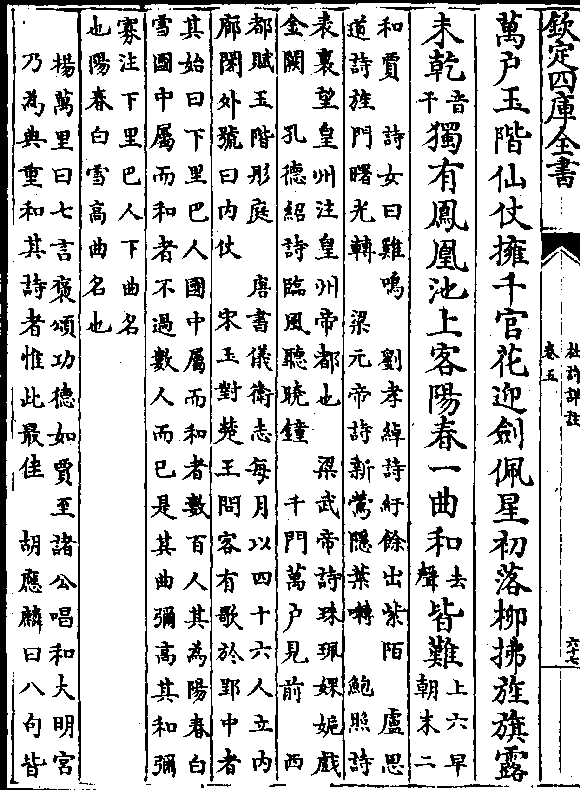 欽定四庫全書
杜詩詳註
卷五
六十七
萬戶玉階仙仗擁千官花迎劍佩星初落柳拂旌旗露
未乾音干獨有鳳凰池上客陽春一曲和去聲皆難上六早朝末二
和賈 詩女曰雞鳴 劉孝綽詩紆餘出紫陌 盧思
道詩旌門曙光轉 梁元帝詩新鶯隱葉囀 鮑照詩
表裏望皇州注皇州帝都也 梁武帝詩珠珮婐㛂戲
金闕 孔德紹詩臨風聽曉鐘 千門萬戶見前 西
都賦玉階彤庭 唐書儀衛志每月以四十六人立内
廊閤外號曰内仗 宋玉對楚王問客有歌於郢中者
其始曰下里巴人國中屬而和者數百人其為陽春白
雪國中屬而和者不過數人而已是其曲彌高其和彌
寡注下里巴人下曲名
也陽春白雪高曲名也
楊萬里曰七言褒頌功德如賈至諸公唱和大明宮
乃為典重和其詩者惟此最佳 胡應麟曰八句皆